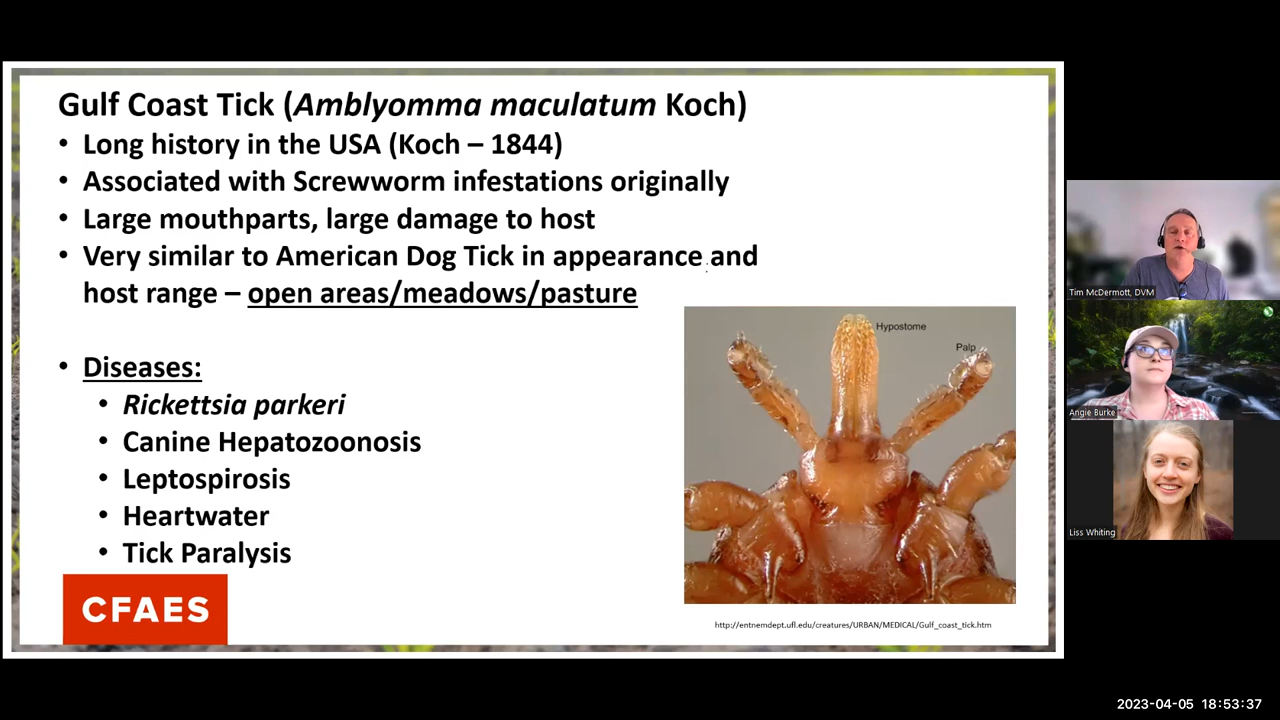 Gulf Coast Tick (Amblyomma maculatum Koch)
• Long history in the USA (Koch – 1844)
• Associated with Screwworm infestations originally
• Large mouthparts, large damage to host
• Very similar to American Dog Tick in appearance and
host range – open areas/meadows/pasture
• Diseases:
• Rickettsia parkeri
• Canine Hepatozoonosis
• Leptospirosis
• Heartwater
• Tick Paralysis
CFAES
Hypostome
Palp
http://entnemdept.ufl.edu/creatures/URBAN/MEDICAL/Gulf_coast_tick.htm
Tim McDermott, DVM
Angie Burke
Liss Whiting
2023-04-05 18:53:37